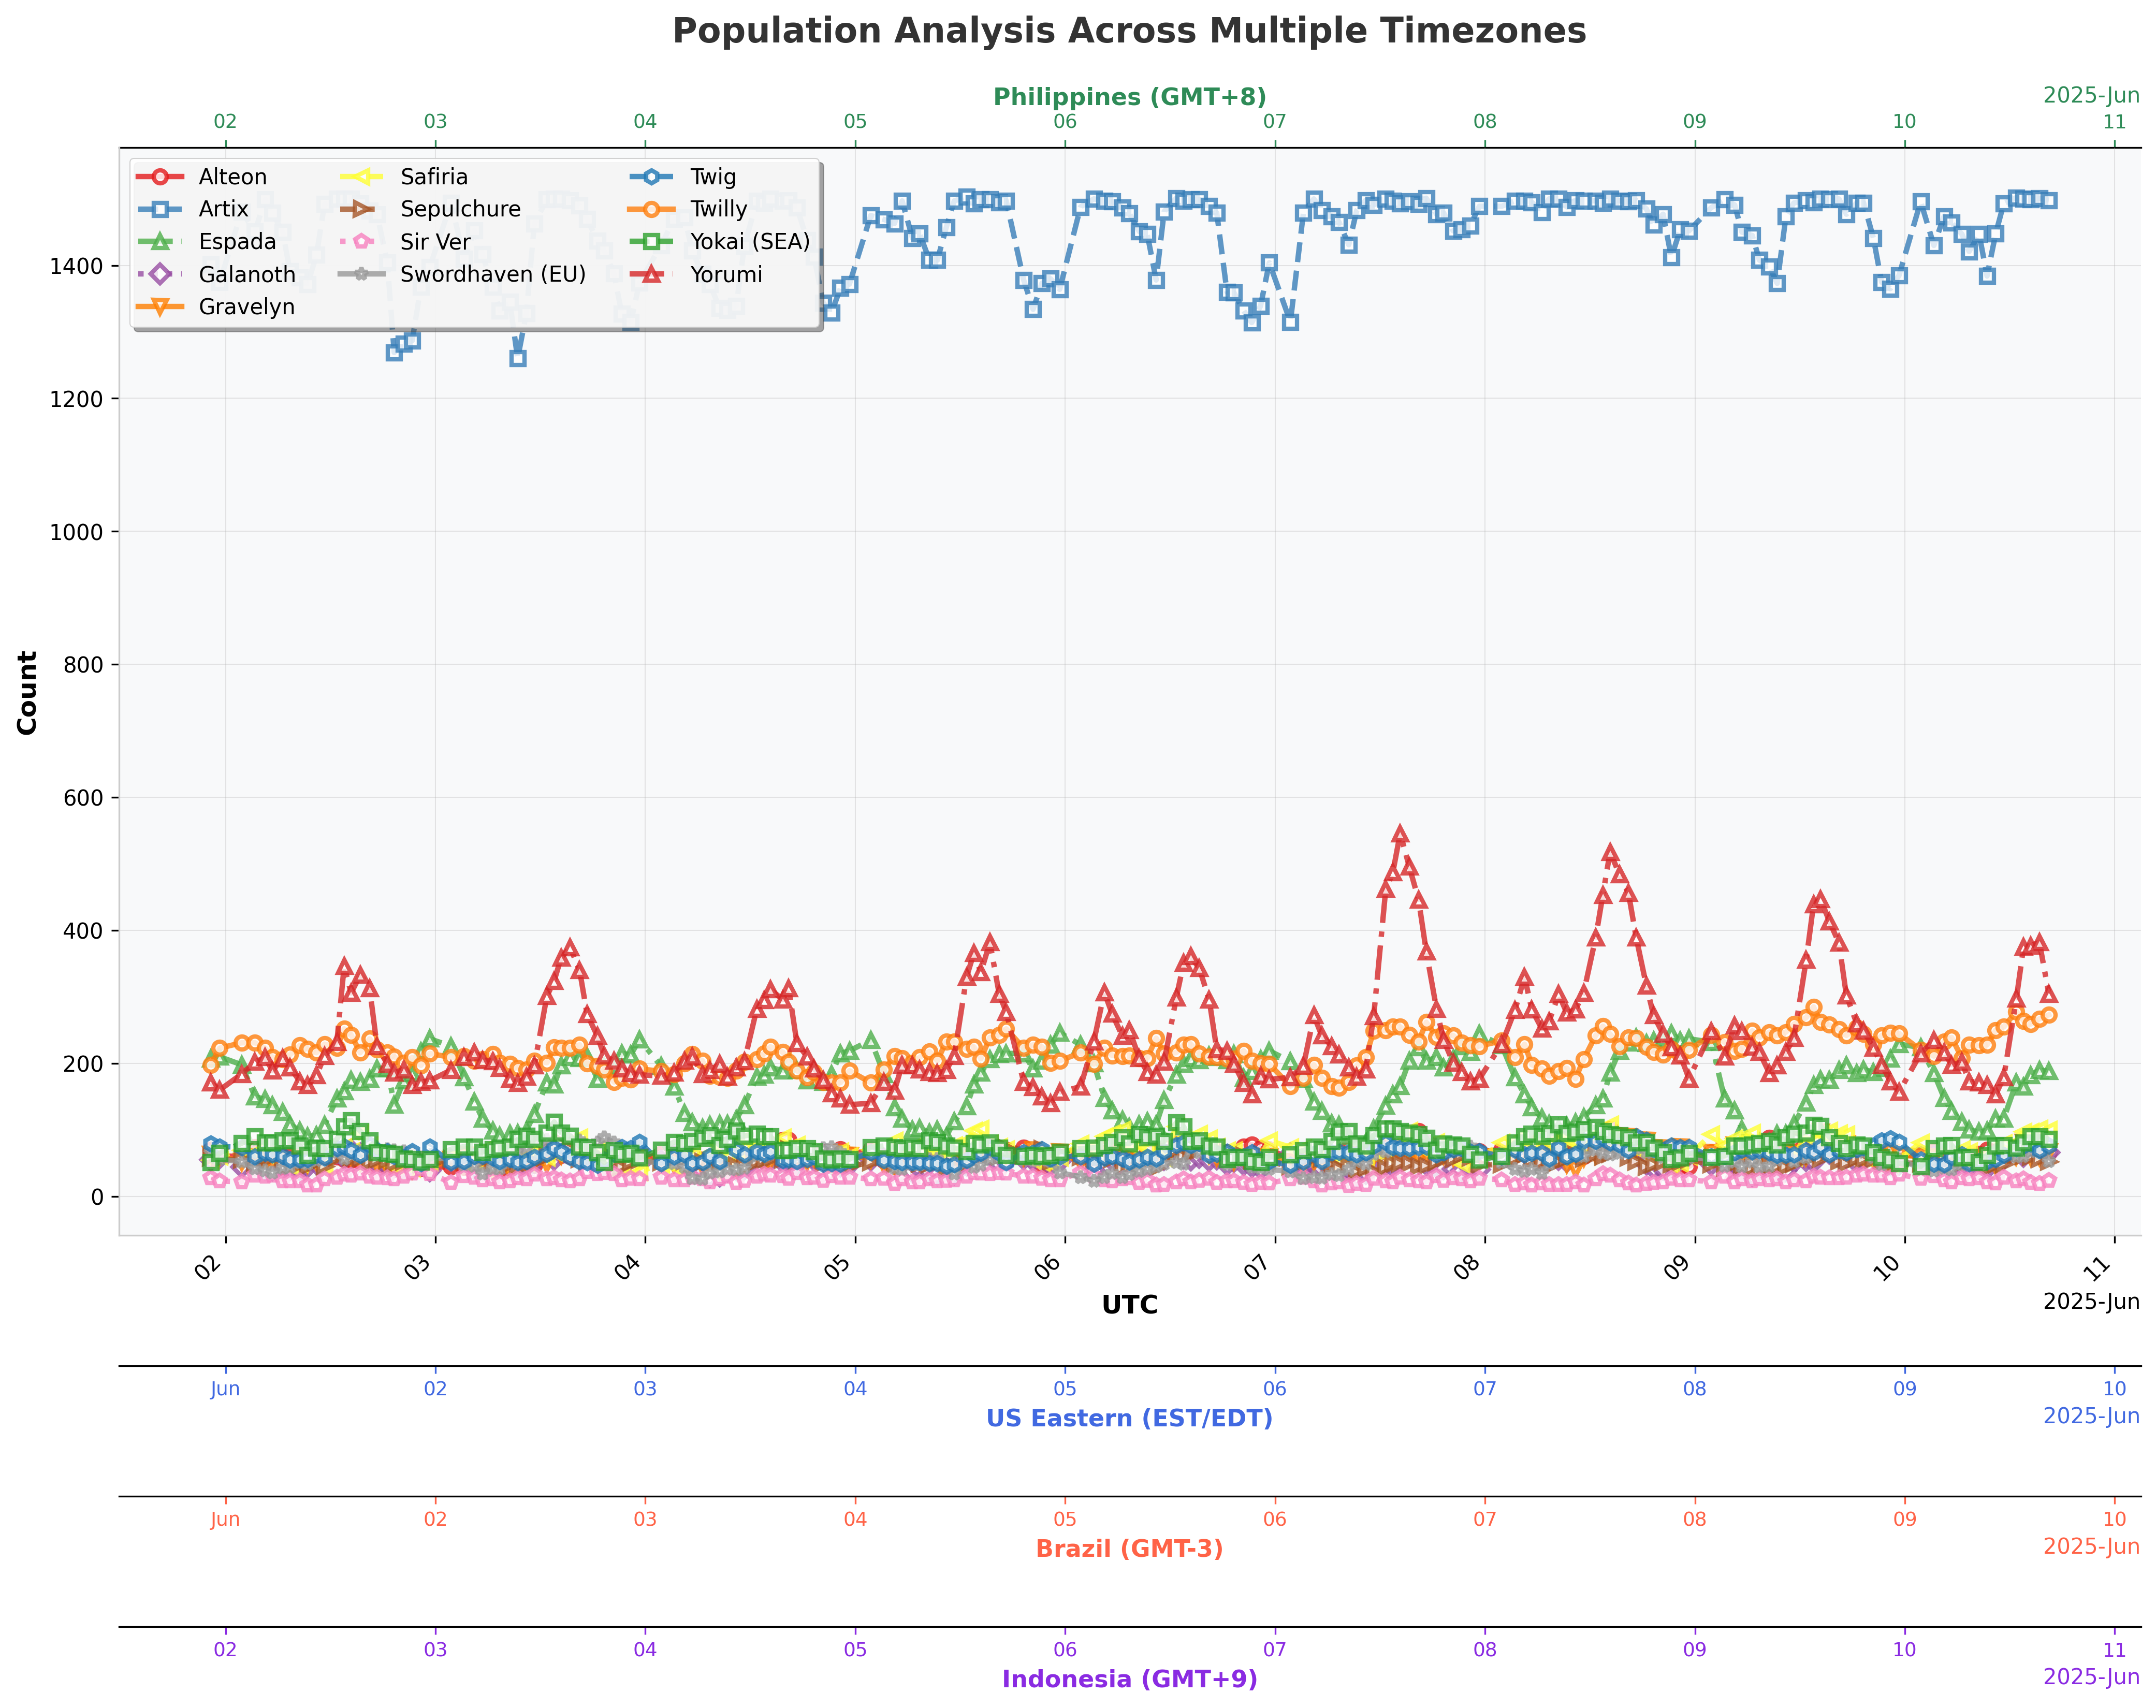 Population Analysis Across Multiple Timezones
Philippines (GMT+8)
2025-Jun
02 03 04 05 06 07 08 09 10 11
Alteon Safiria Twig
Artix Sepulchure Twilly
Espada Sir Ver Yokai (SEA)
Galanoth Swordhaven (EU) Yorumi
Gravelyn
1400
1200
1000
800
600
400
200
0
Count
02 03 04 05 06 07 08 09 10 11
UTC
2025-Jun
Jun 02 03 04 05 06 07 08 09 10
US Eastern (EST/EDT)
2025-Jun
Jun 02 03 04 05 06 07 08 09 10
Brazil (GMT-3)
2025-Jun
02 03 04 05 06 07 08 09 10 11
Indonesia (GMT+9)
2025-Jun